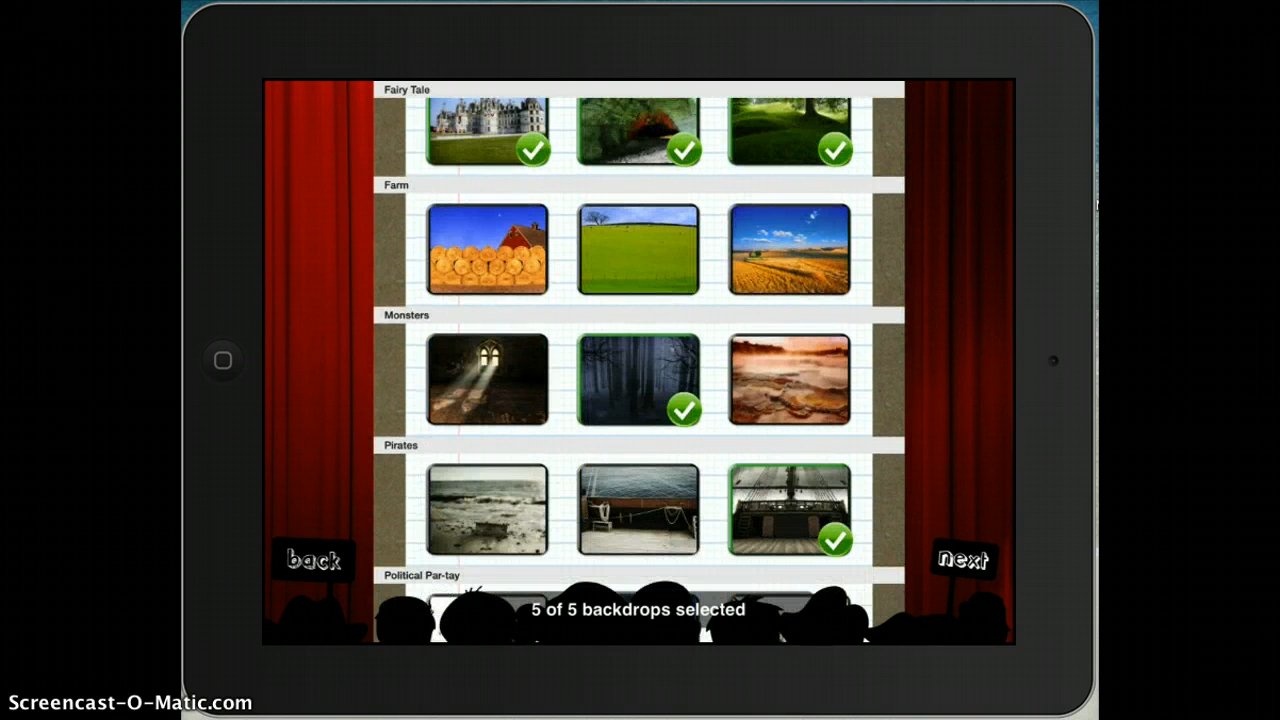 Fairy Tale
Farm
Monsters
Pirates
back
next
Political Par-tay
5 of 5 backdrops selected
Screencast-O-Matic.com